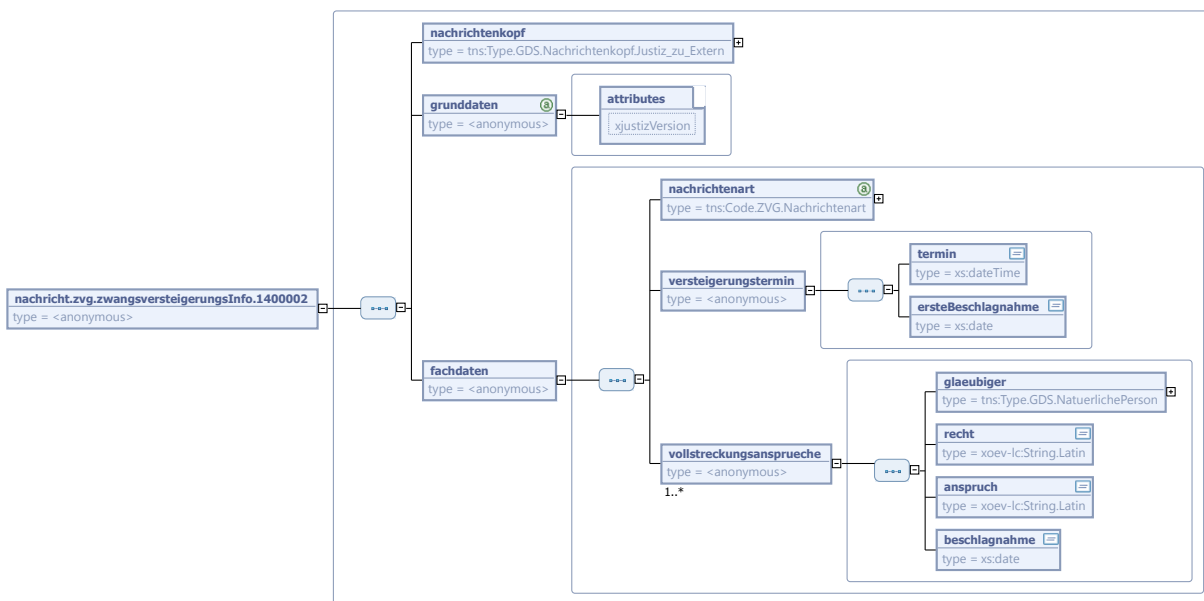 nachrichtenkopf
type = tns:Type.GDS.Nachrichtenkopf.Justiz_zu_Extern
grunddaten
type = <anonymous>
attributes
xjustizVersion
nachrichtenart
type = tns:Code.ZVG.Nachrichtenart
versteigerungstermin
type = <anonymous>
termin
type = xs:dateTime
ersteBeschlagnahme
type = xs:date
nachricht.zvg.zwangsversteigerungsInfo.1400002
type = <anonymous>
fachdaten
type = <anonymous>
glaeubiger
type = tns:Type.GDS.NatuerlichePerson
recht
type = xoev-lc:String.Latin
vollstreckungsansprueche
type = <anonymous>
1..*
anspruch
type = xoev-lc:String.Latin
beschlagnahme
type = xs:date